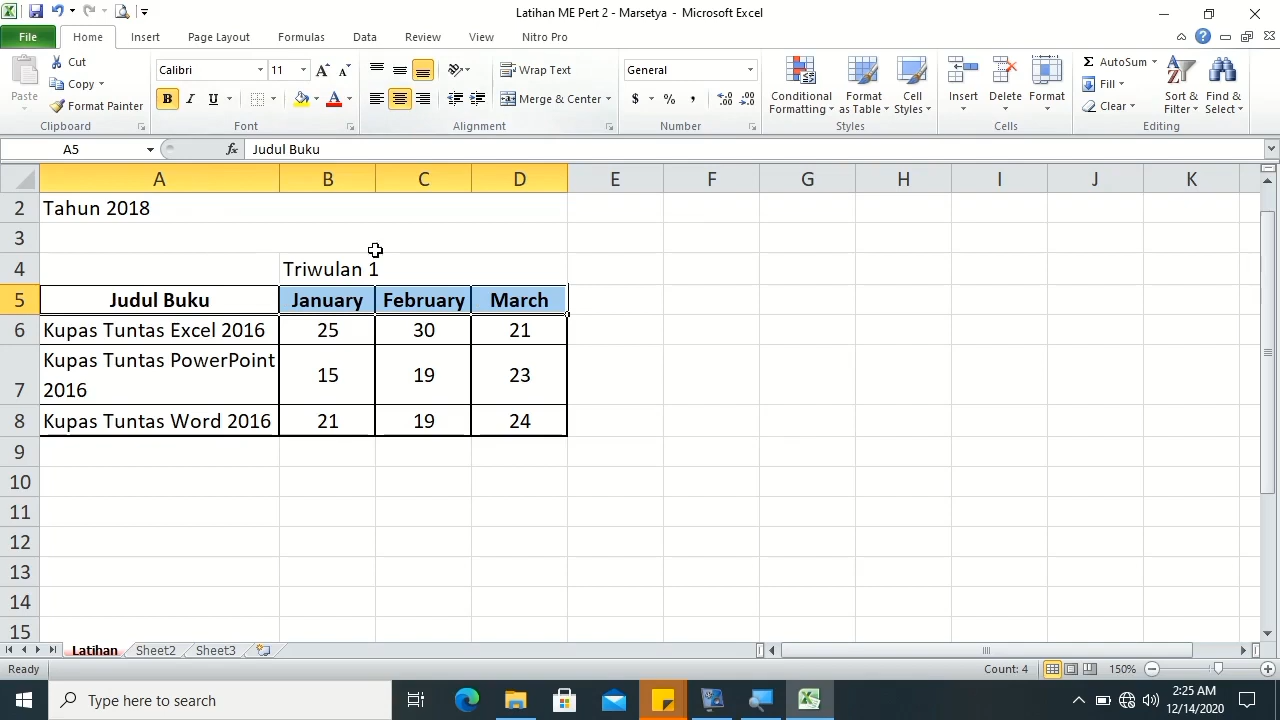 Latihan ME Pert 2 - Marsetya - Microsoft Excel
File Home Insert Page Layout Formulas Data Review View Nitro Pro
Paste
Cut
Copy
Format Painter
Clipboard
Calibri 11
B I U A
Font
Wrap Text
Merge & Center
Alignment
General
$ % ,
Number
Conditional Formatting
Format as Table
Cell Styles
Styles
Insert Delete Format
Cells
Σ AutoSum
Fill
Clear
Sort & Filter
Find & Select
Editing
A5 fx Judul Buku
A B C D E F G H I J K
2 Tahun 2018
3
4 Triwulan 1
5 Judul Buku January February March
6 Kupas Tuntas Excel 2016 25 30 21
7 Kupas Tuntas PowerPoint 2016 15 19 23
8 Kupas Tuntas Word 2016 21 19 24
9
10
11
12
13
14
15
Latihan Sheet2 Sheet3
Ready Count: 4 150%
Type here to search
2:25 AM
12/14/2020